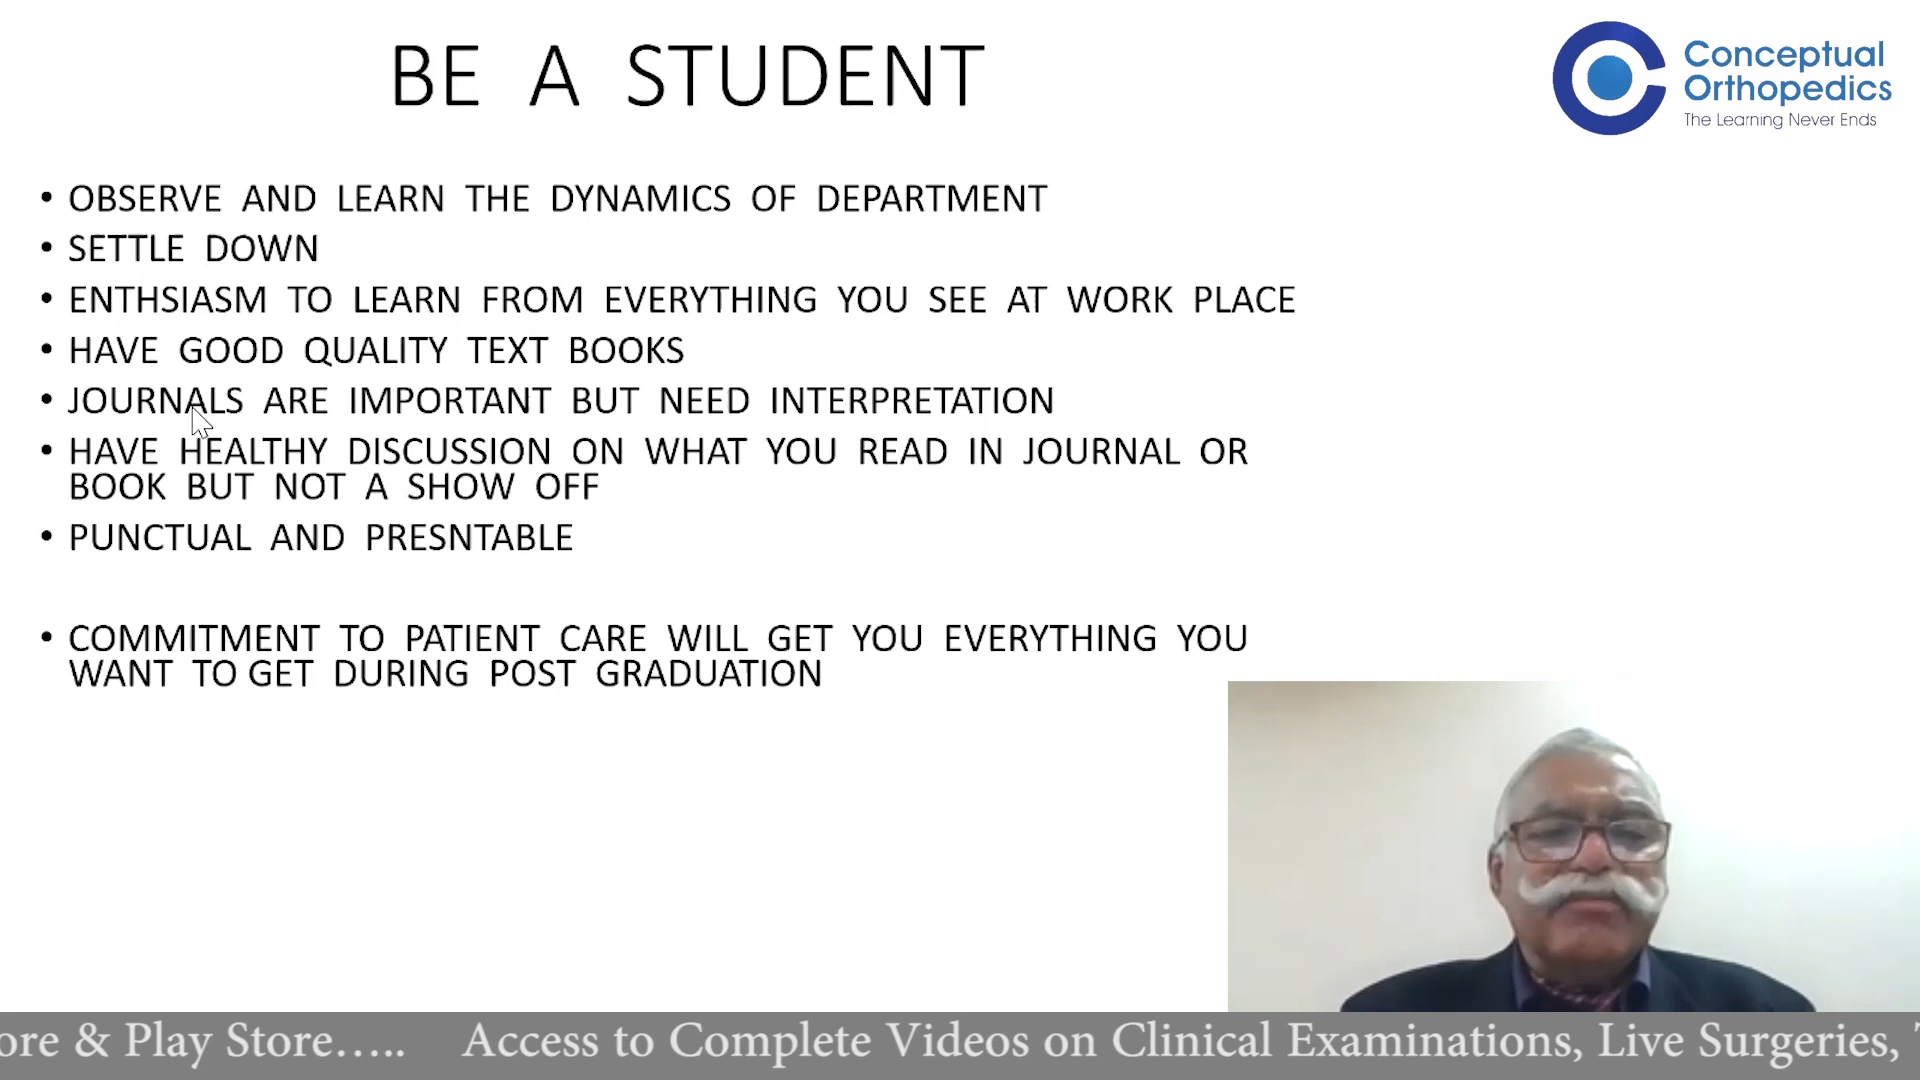 BE A STUDENT
Conceptual
Orthopedics
The Learning Never Ends
• OBSERVE AND LEARN THE DYNAMICS OF DEPARTMENT
• SETTLE DOWN
• ENTHSIASM TO LEARN FROM EVERYTHING YOU SEE AT WORK PLACE
• HAVE GOOD QUALITY TEXT BOOKS
• JOURNALS ARE IMPORTANT BUT NEED INTERPRETATION
• HAVE HEALTHY DISCUSSION ON WHAT YOU READ IN JOURNAL OR
BOOK BUT NOT A SHOW OFF
• PUNCTUAL AND PRESNTABLE
• COMMITMENT TO PATIENT CARE WILL GET YOU EVERYTHING YOU
WANT TO GET DURING POST GRADUATION
ore & Play Store..... Access to Complete Videos on Clinical Examinations, Live Surgeries,